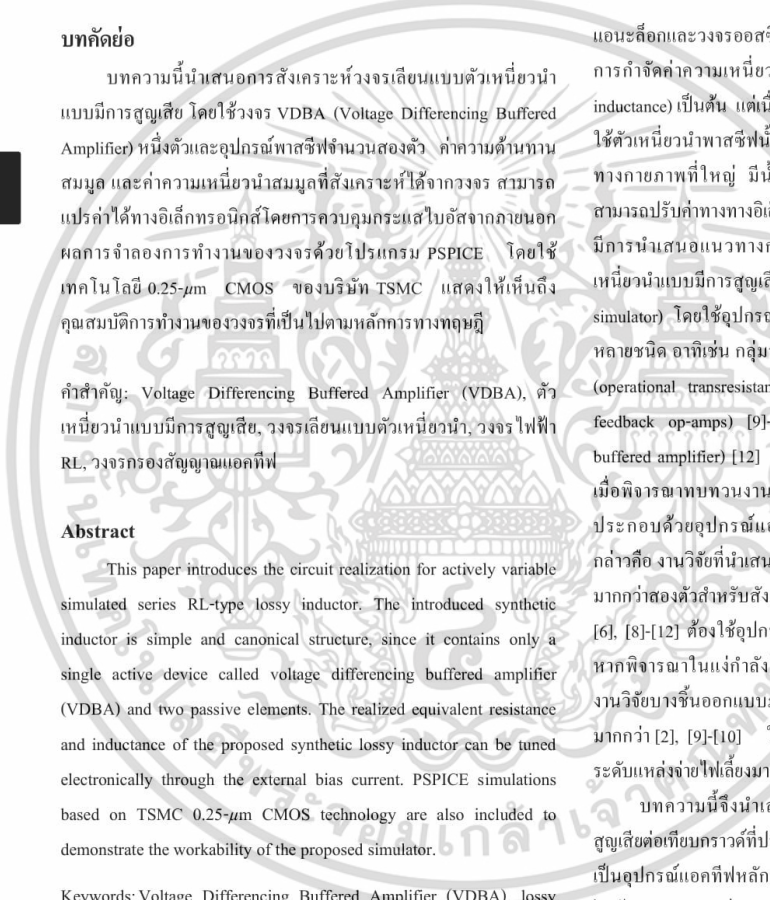 บทคัดย่อ
บทความนี้นำเสนอการสังเคราะห์วงจรเลียนแบบตัวเหนี่ยวนำ
แบบมีการสูญเสีย โดยใช้วงจร VDBA (Voltage Differencing Buffered
Amplifier) หนึ่งตัวและอุปกรณ์พาสซีฟจำนวนสองตัว ค่าความต้านทาน
สมมูล และค่าความเหนี่ยวนำสมมูลที่สังเคราะห์ได้จากวงจร สามารถ
แปรค่าได้ทางอิเล็กทรอนิกส์โดยการควบคุมกระแสไบอัสจากภายนอก
ผลการจำลองการทำงานของวงจรด้วยโปรแกรม PSPICE โดยใช้
เทคโนโลยี 0.25-μm CMOS ของบริษัท TSMC แสดงให้เห็นถึง
คุณสมบัติการทำงานของวงจรที่เป็นไปตามหลักการทางทฤษฎี
คำสำคัญ: Voltage Differencing Buffered Amplifier (VDBA), ตัว
เหนี่ยวนำแบบมีการสูญเสีย, วงจรเลียนแบบตัวเหนี่ยวนำ, วงจรไฟฟ้า
RL, วงจรกรองสัญญาณแอคทีฟ
Abstract
This paper introduces the circuit realization for actively variable
simulated series RL-type lossy inductor. The introduced synthetic
inductor is simple and canonical structure, since it contains only a
single active device called voltage differencing buffered amplifier
(VDBA) and two passive elements. The realized equivalent resistance
and inductance of the proposed synthetic lossy inductor can be tuned
electronically through the external bias current. PSPICE simulations
based on TSMC 0.25-μm CMOS technology are also included to
demonstrate the workability of the proposed simulator.
Keywords: Voltage Differencing Buffered Amplifier (VDBA), lossy
แอนะล็อกและวงจรออสซิ
การกำจัดค่าความเหนี่ยว
inductance) เป็นต้น แต่เนื่
ใช้ตัวเหนี่ยวนำพาสซีฟนั้
ทางกายภาพที่ใหญ่ มีน้
สามารถปรับค่าทางทางอิเ
มีการนำเสนอแนวทางก
เหนี่ยวนำแบบมีการสูญเสี
simulator) โดยใช้อุปกรณ
หลายชนิด อาทิเช่น กลุ่ม
(operational transresistan
feedback op-amps) [9]-
buffered amplifier) [12]
เมื่อพิจารณาทบทวนงาน
ประกอบด้วยอุปกรณ์แอ
กล่าวคือ งานวิจัยที่นำเสน
มากกว่าสองตัวสำหรับสัง
[6], [8]-[12] ต้องใช้อุปก
หากพิจารณาในแง่กำลัง
งานวิจัยบางชิ้นออกแบบ
มากกว่า [2], [9]-[10]
ระดับแหล่งจ่ายไฟเลี้ยงมา
บทความนี้จึงนำเส
สูญเสียต่อเทียบกราวด์ที่ป
เป็นอุปกรณ์แอคทีฟหลัก